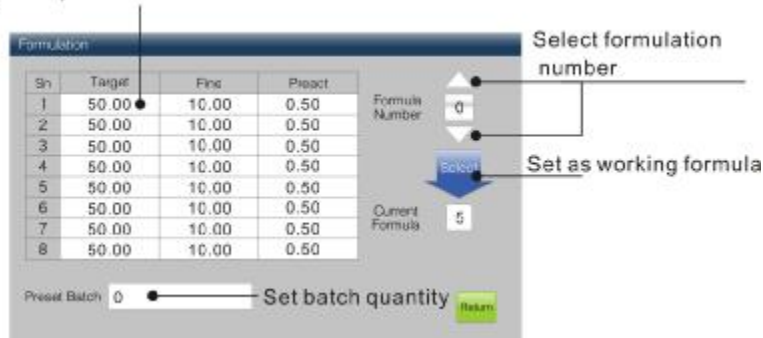 Formulation
Select formulation
number
Sn Target Fine Preact
1 50.00 10.00 0.50
2 50.00 10.00 0.50
3 50.00 10.00 0.50
4 50.00 10.00 0.50
5 50.00 10.00 0.50
6 50.00 10.00 0.50
7 50.00 10.00 0.50
8 50.00 10.00 0.50
Formula
Number 0
Select
Set as working formula
Current
Formula 5
Preset Batch 0
Set batch quantity
Return